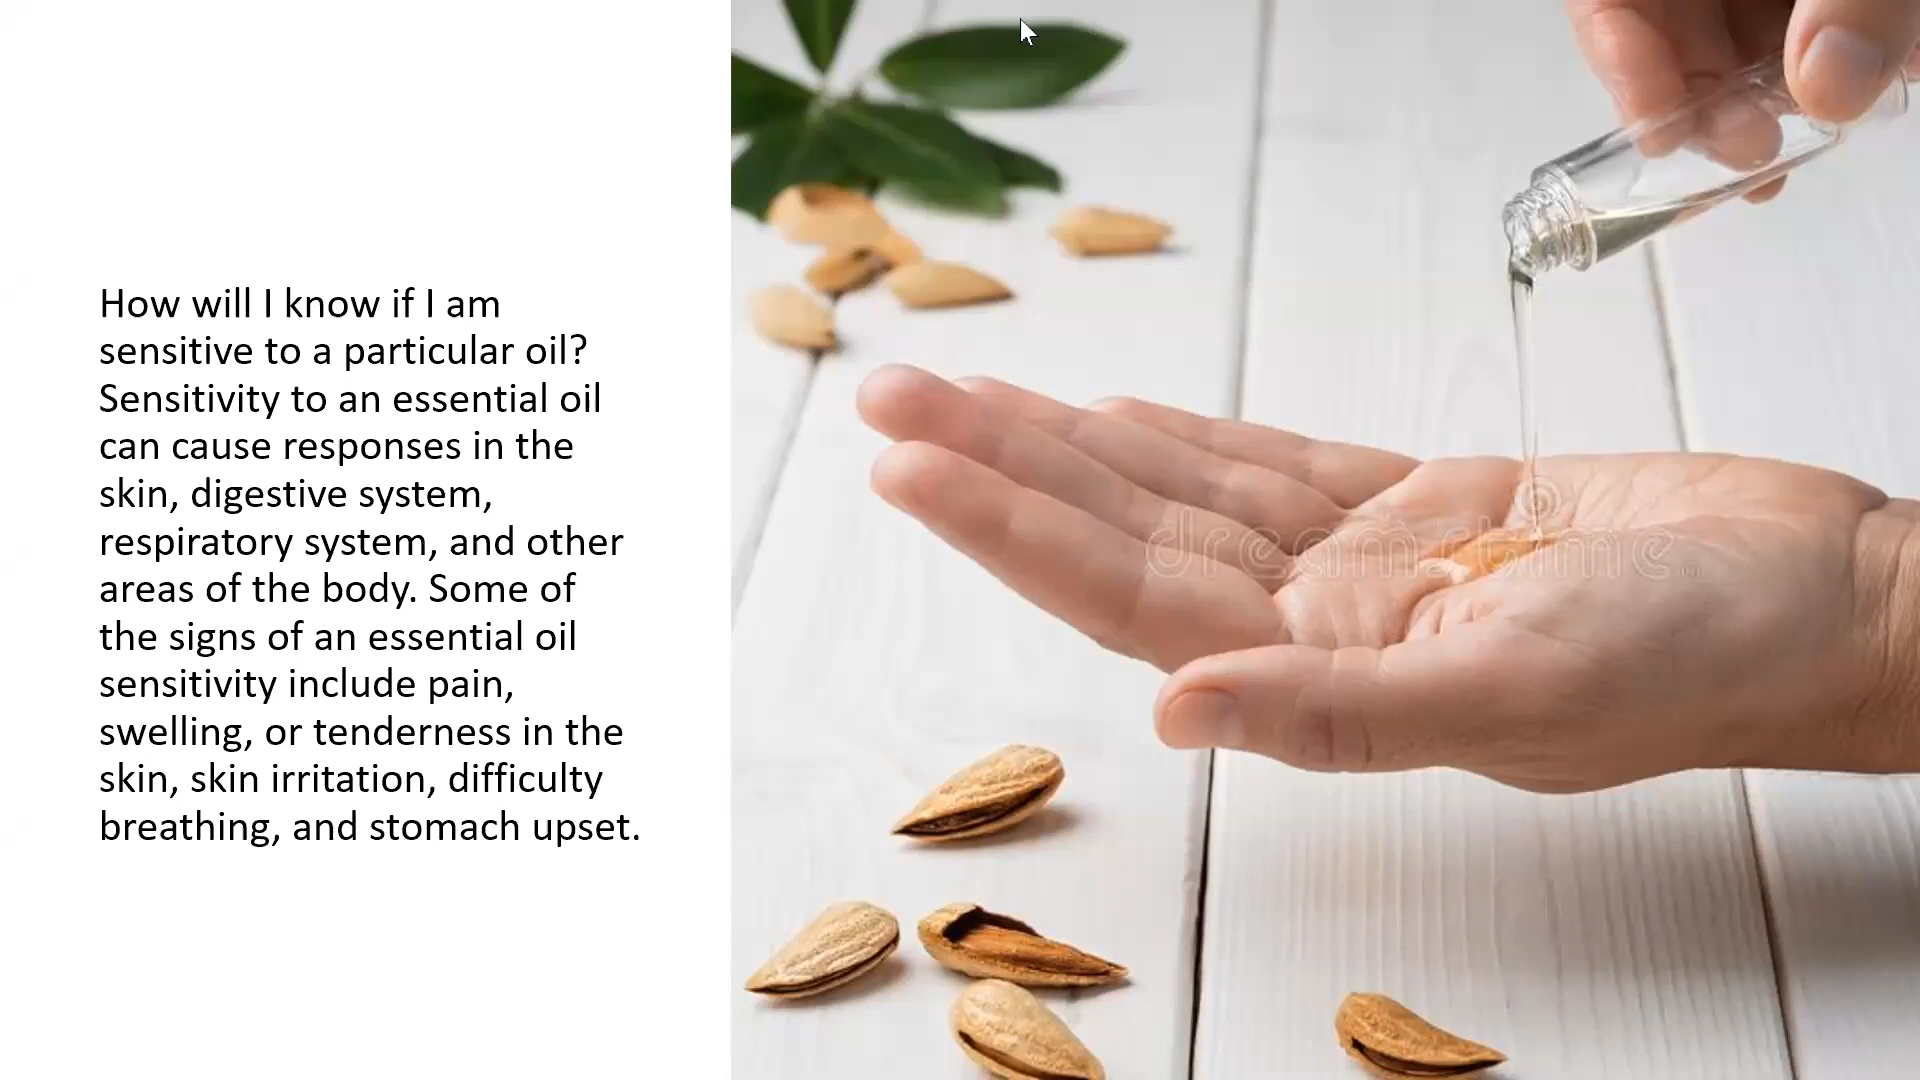 How will I know if I am
sensitive to a particular oil?
Sensitivity to an essential oil
can cause responses in the
skin, digestive system,
respiratory system, and other
areas of the body. Some of
the signs of an essential oil
sensitivity include pain,
swelling, or tenderness in the
skin, skin irritation, difficulty
breathing, and stomach upset.
dreamstime